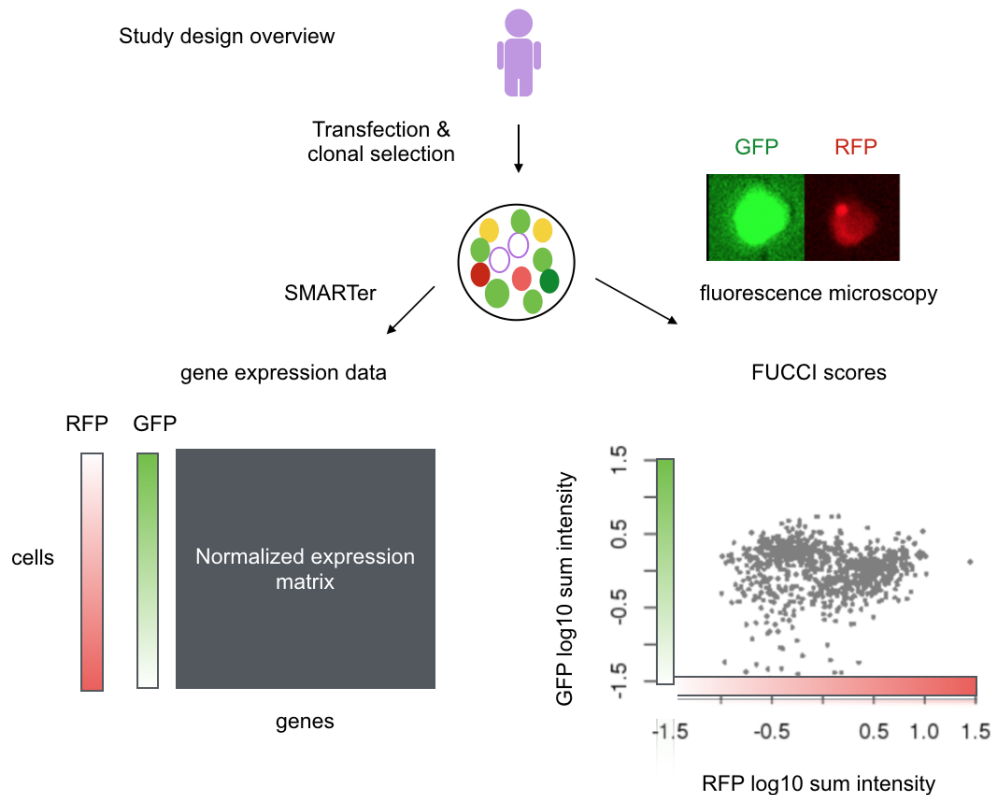 Study design overview
Transfection &
clonal selection
GFP RFP
SMARTer
fluorescence microscopy
gene expression data
FUCCI scores
RFP GFP
cells
Normalized expression
matrix
genes
GFP log10 sum intensity
1.5
0.5
-0.5
-1.5
-1.5 -0.5 0.5 1.0 1.5
RFP log10 sum intensity